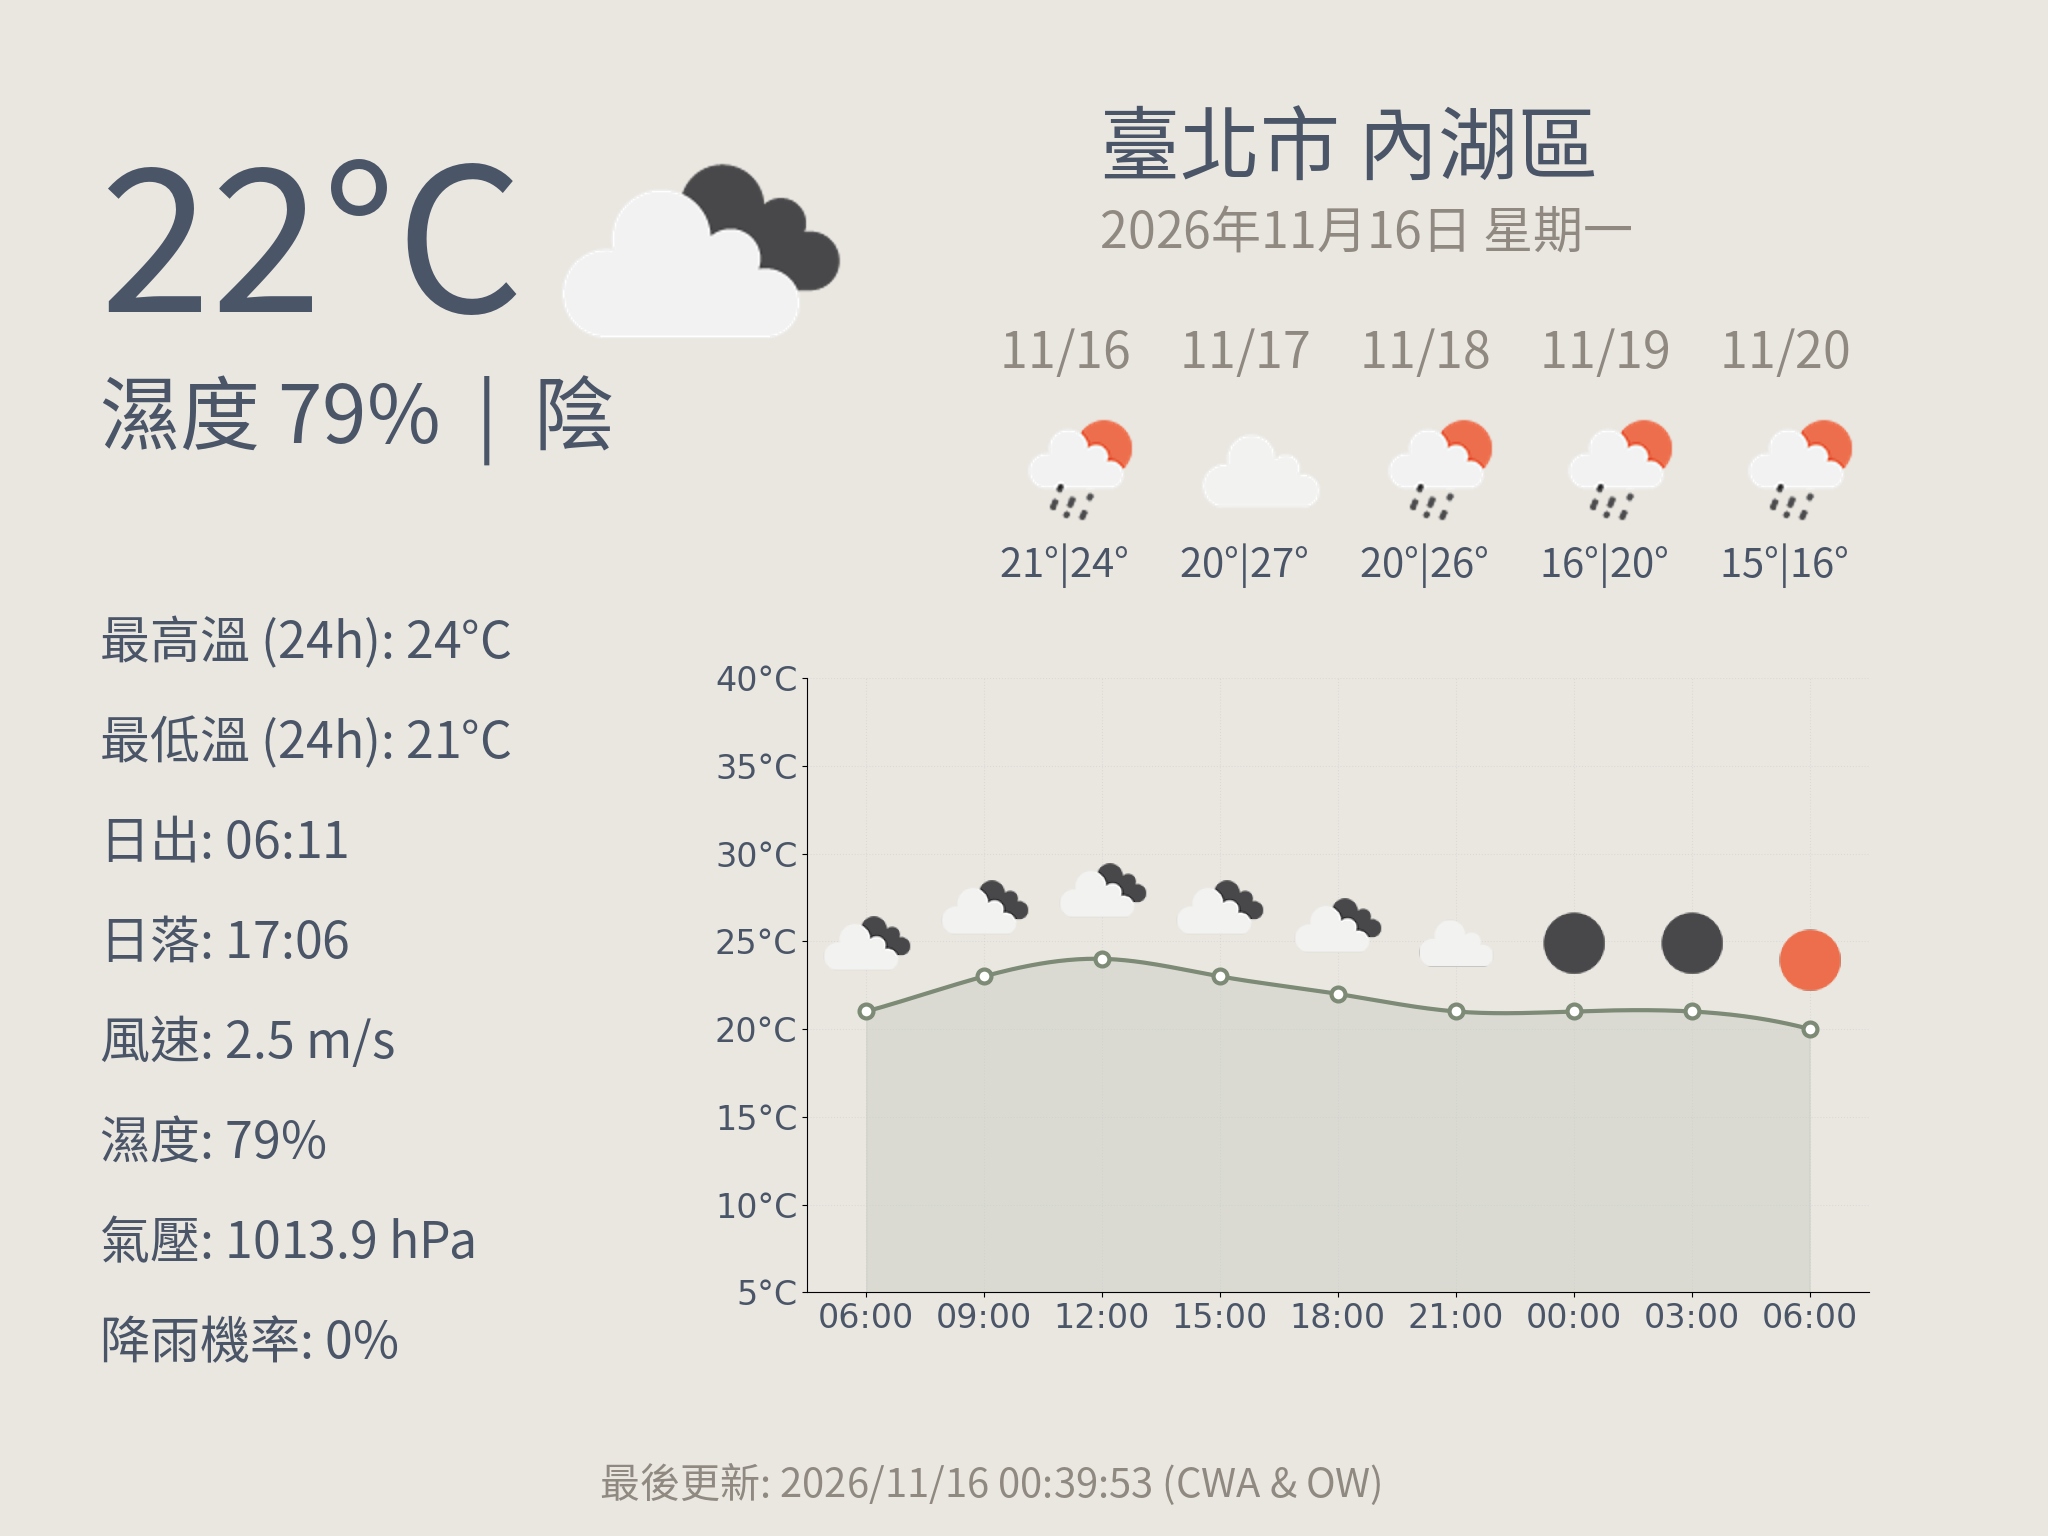 22°C
濕度 79% | 陰
臺北市 內湖區
2026年11月16日 星期一
11/16 11/17 11/18 11/19 11/20
21°|24° 20°|27° 20°|26° 16°|20° 15°|16°
最高溫 (24h): 24°C
最低溫 (24h): 21°C
日出: 06:11
日落: 17:06
風速: 2.5 m/s
濕度: 79%
氣壓: 1013.9 hPa
降雨機率: 0%
40°C
35°C
30°C
25°C
20°C
15°C
10°C
5°C
06:00 09:00 12:00 15:00 18:00 21:00 00:00 03:00 06:00
最後更新: 2026/11/16 00:39:53 (CWA & OW)